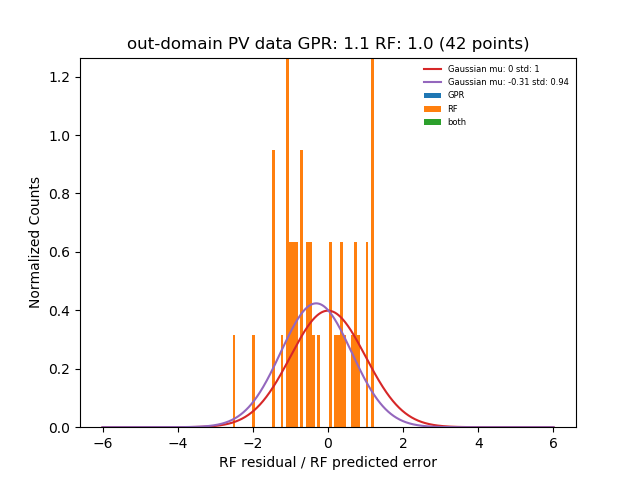 out-domain PV data GPR: 1.1 RF: 1.0 (42 points)
Gaussian mu: 0 std: 1
Gaussian mu: -0.31 std: 0.94
GPR
RF
both
Normalized Counts
1.2
1.0
0.8
0.6
0.4
0.2
0.0
−6 −4 −2 0 2 4 6
RF residual / RF predicted error